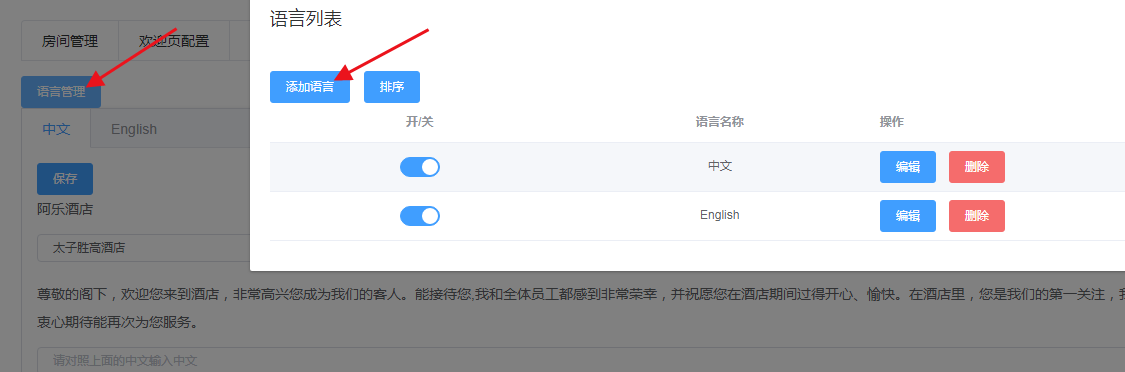 语言列表
房间管理
欢迎页配置
添加语言
排序
语言管理
开/关
语言名称
操作
中文
English
中文
编辑
删除
保存
English
编辑
删除
阿乐酒店
太子胜高酒店
尊敬的阁下，欢迎您来到酒店，非常高兴您成为我们的客人。能接待您,我和全体员工都感到非常荣幸，并祝愿您在酒店期间过得开心、愉快。在酒店里，您是我们的第一关注，我
衷心期待能再次为您服务。
请对照上面的中文输入中文